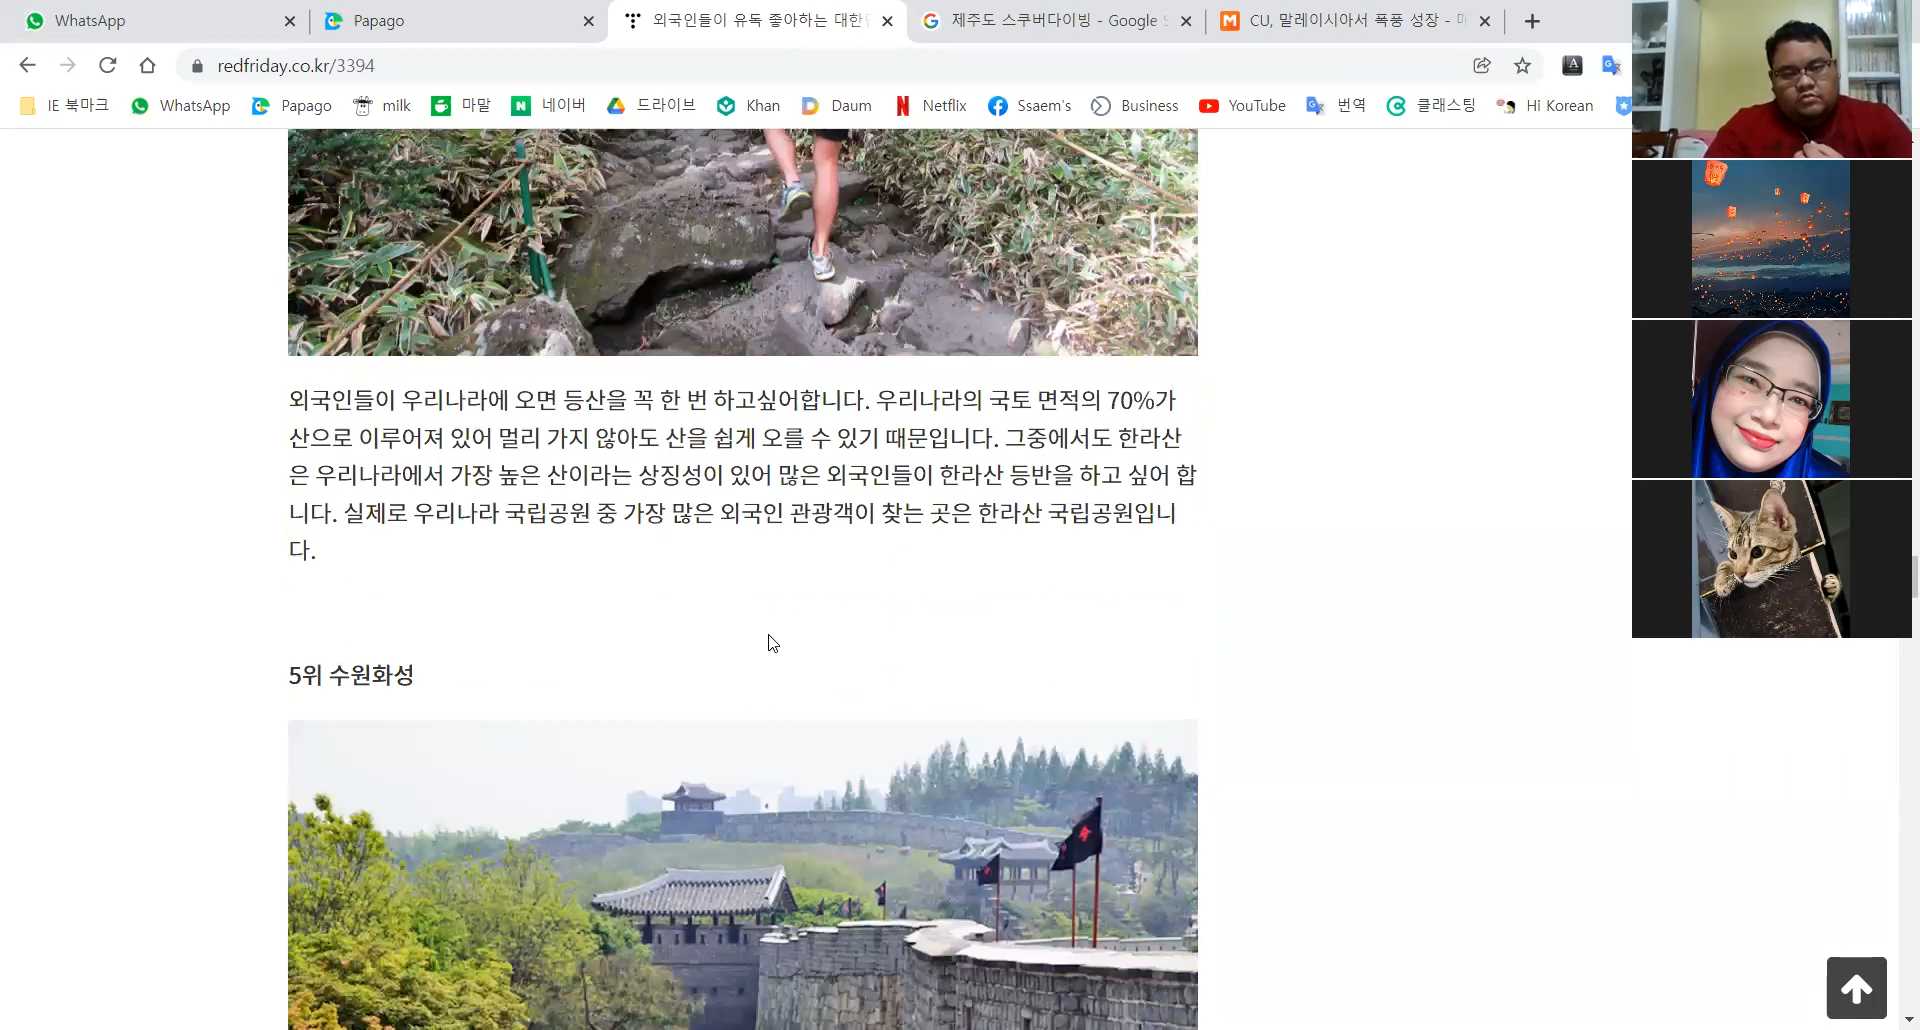 WhatsApp
Papago
외국인들이 유독 좋아하는 대한
제주도 스쿠버다이빙 - Google
CU, 말레이시아서 폭풍 성장 -
redfriday.co.kr/3394
IE 북마크
WhatsApp
Papago
milk
마말
네이버
드라이브
Khan
Daum
Netflix
Ssaem's
Business
YouTube
번역
클래스팅
Hi Korean
외국인들이 우리나라에 오면 등산을 꼭 한 번 하고싶어합니다. 우리나라의 국토 면적의 70%가
산으로 이루어져 있어 멀리 가지 않아도 산을 쉽게 오를 수 있기 때문입니다. 그중에서도 한라산
은 우리나라에서 가장 높은 산이라는 상징성이 있어 많은 외국인들이 한라산 등반을 하고 싶어 합
니다. 실제로 우리나라 국립공원 중 가장 많은 외국인 관광객이 찾는 곳은 한라산 국립공원입니
다.
5위 수원화성